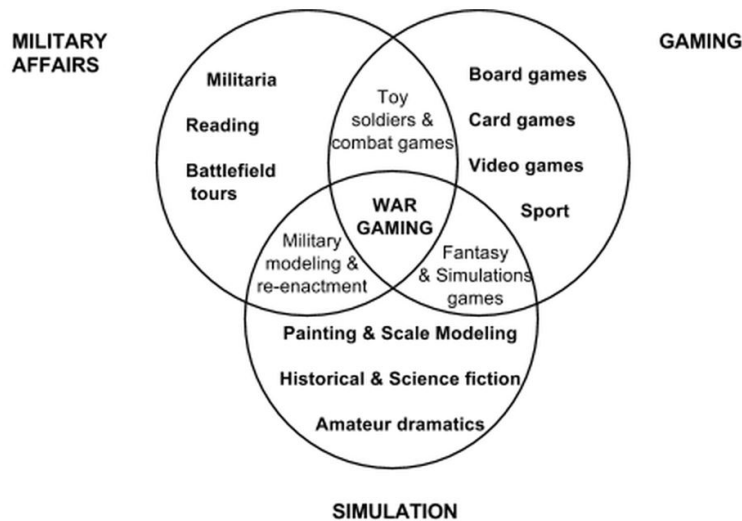 MILITARY
AFFAIRS
GAMING
Militaria
Reading
Battlefield
tours
Toy
soldiers &
combat games
Board games
Card games
Video games
Sport
WAR
GAMING
Military
modeling &
re-enactment
Fantasy
& Simulations
games
Painting & Scale Modeling
Historical & Science fiction
Amateur dramatics
SIMULATION